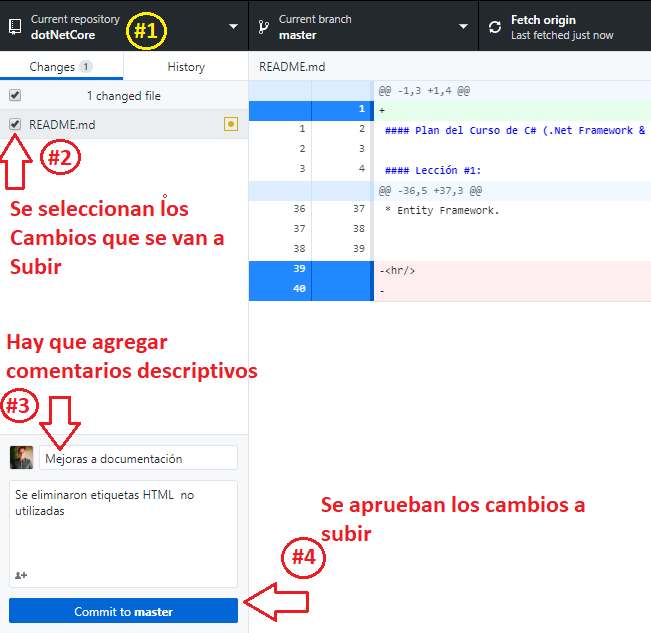 Current repository
dotNetCore
#1
Current branch
master
Fetch origin
Last fetched just now
Changes 1
History
README.md
1 changed file
README.md
#2
Se seleccionan los
Cambios que se van a
Subir
Hay que agregar
comentarios descriptivos
#3
Mejoras a documentación
Se eliminaron etiquetas HTML no
utilizadas
Commit to master
@@ -1,3 +1,4 @@
1 +
1 2 #### Plan del Curso de C# (.Net Framework &
2 3
3 4 #### Lección #1:
@@ -36,5 +37,3 @@
36 37 * Entity Framework.
37 38
38 39
39 -<hr/>
40 -
Se aprueban los cambios a
subir
#4